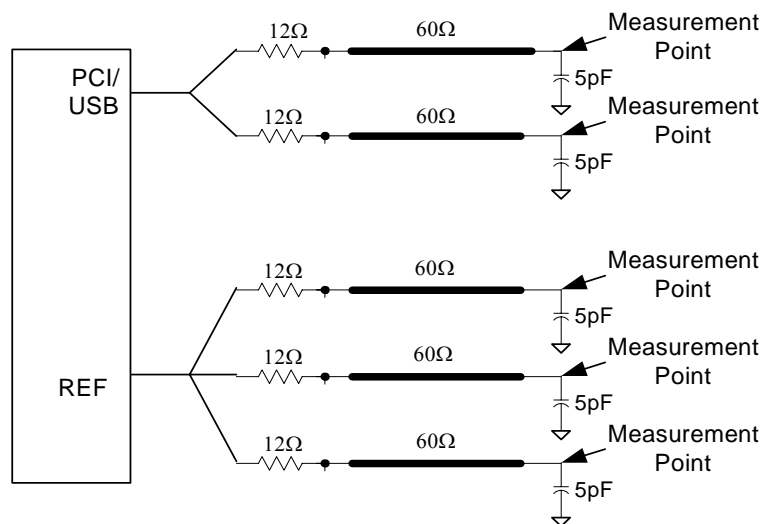 12Ω
60Ω
Measurement
Point
PCI/
USB
5pF
12Ω
60Ω
Measurement
Point
5pF
12Ω
60Ω
Measurement
Point
5pF
12Ω
60Ω
Measurement
Point
REF
5pF
12Ω
60Ω
Measurement
Point
5pF